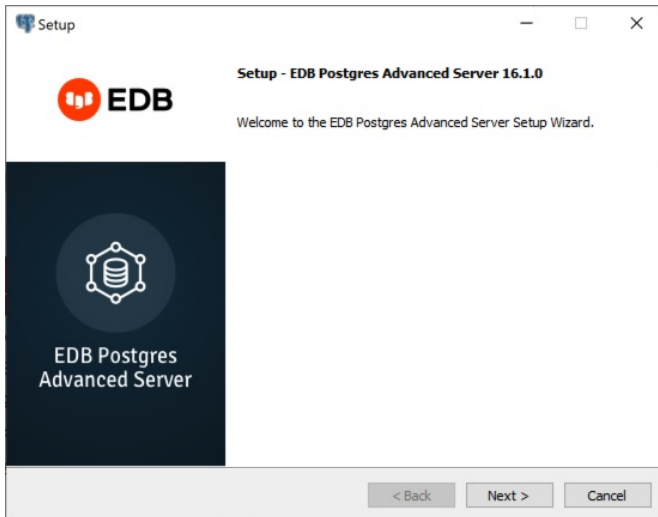 Setup
EDB
Setup - EDB Postgres Advanced Server 16.1.0
Welcome to the EDB Postgres Advanced Server Setup Wizard.
EDB Postgres
Advanced Server
< Back
Next >
Cancel